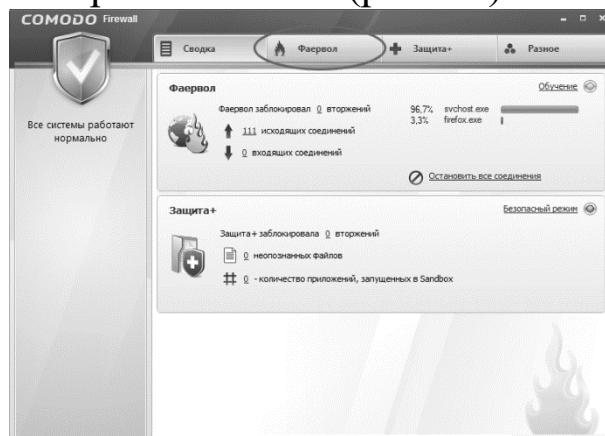 COMODO Firewall
Сводка Фаервол Защита+ Разное
Все системы работают
нормально
Фаервол Обучение
Фаервол заблокировал 0 вторжений
111 исходящих соединений
0 входящих соединений
96,7% svchost.exe
3,3% firefox.exe
Остановить все соединения
Защита+ Безопасный режим
Защита+ заблокировала 0 вторжений
0 неопознанных файлов
0 - количество приложений, запущенных в Sandbox